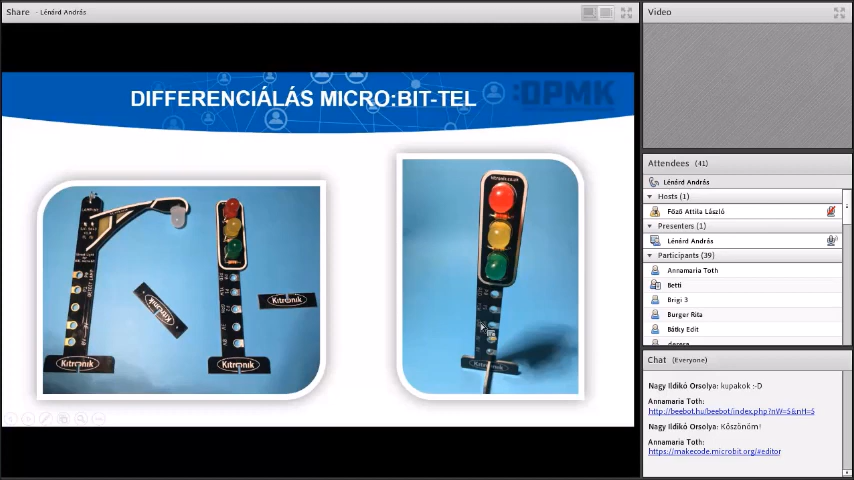 Share - Lénárd András
DIFFERENCIÁLÁS MICRO:BIT-TEL
:DPMK
Kitronik
Kitronik
Kitronik
Kitronik
Video
Attendees (41)
Lénárd András
Hosts (1)
Főző Attila László
Presenters (1)
Lénárd András
Participants (39)
Annamaria Toth
Betti
Brigi 3
Burger Rita
Bátky Edit
Chat (Everyone)
Nagy Ildikó Orsolya: kupakok :-D
Annamaria Toth:
http://beebot.hu/beebot/index.php?nW=5&nH=5
Nagy Ildikó Orsolya: Köszönöm!
Annamaria Toth:
https://makecode.microbit.org/#editor